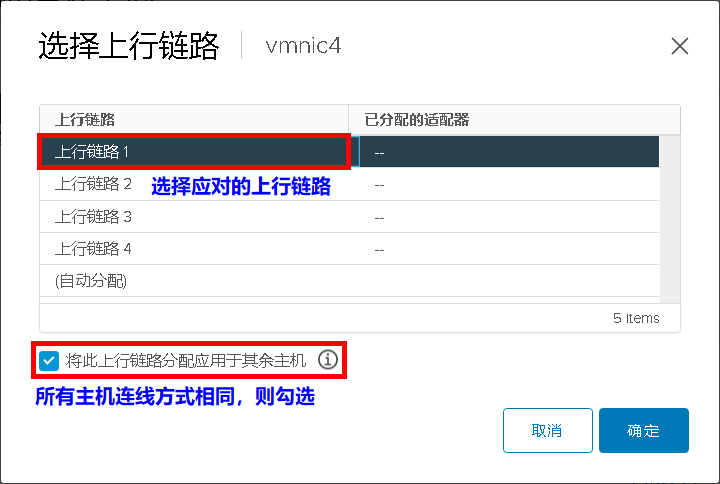 选择上行链路 vmnic4
上行链路 已分配的适配器
上行链路 1 --
上行链路 2 --
选择应对的上行链路
上行链路 3 --
上行链路 4 --
(自动分配)
5 items
将此上行链路分配应用于其余主机
所有主机连线方式相同，则勾选
取消 确定